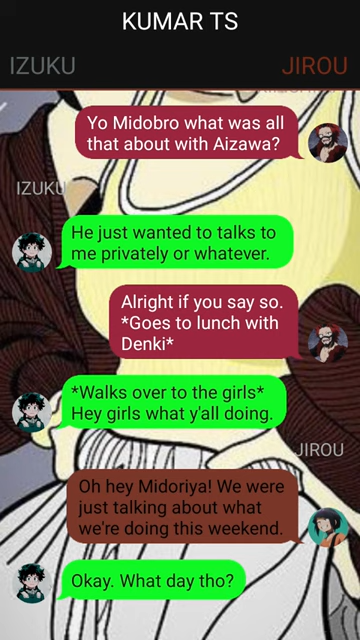 KUMAR TS
IZUKU
JIROU
Yo Midobro what was all
that about with Aizawa?
IZUKU
He just wanted to talks to
me privately or whatever.
Alright if you say so.
*Goes to lunch with
Denki*
*Walks over to the girls*
Hey girls what y'all doing.
JIROU
Oh hey Midoriya! We were
just talking about what
we're doing this weekend.
Okay. What day tho?